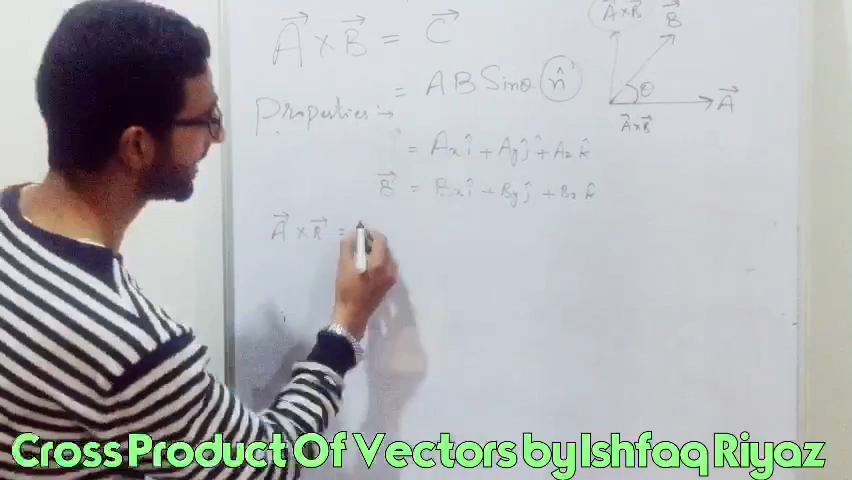 A⃗ × B⃗ = C⃗
= AB Sinθ n̂
Properties :→
= Axî + Ayĵ + Azk̂
B⃗ = Bxî + Byĵ + Bzk̂
A⃗ × B⃗ =
A⃗×B⃗
B⃗
θ
A⃗
A⃗×B⃗
Cross Product Of Vectors by Ishfaq Riyaz